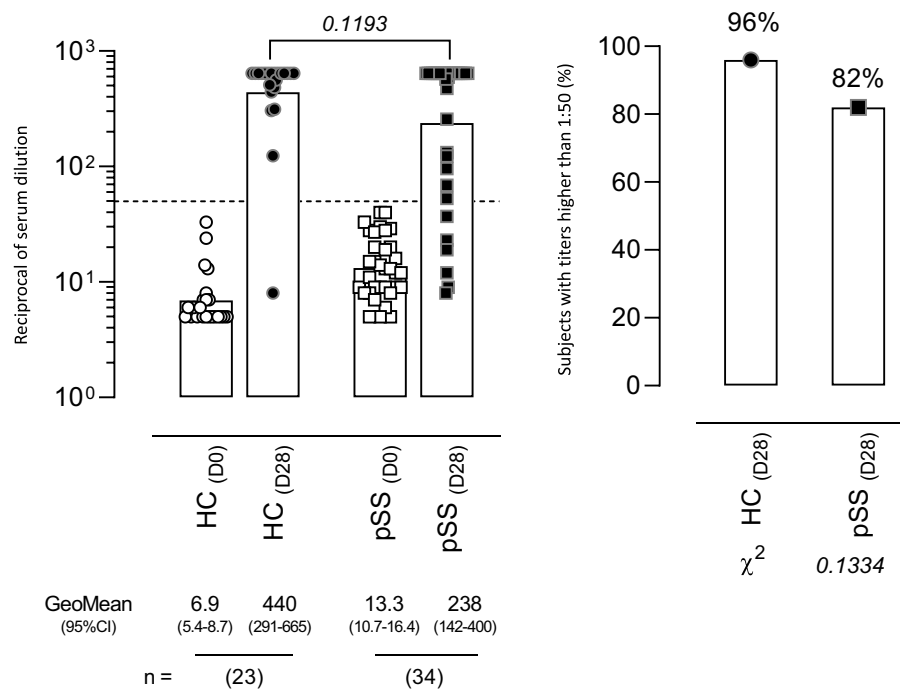 0.1193
Reciprocal of serum dilution
10³
10²
10¹
10⁰
HC (D0)
HC (D28)
pSS (D0)
pSS (D28)
GeoMean 6.9 440 13.3 238
(95%CI) (5.4-8.7) (291-665) (10.7-16.4) (142-400)
n = (23) (34)
Subjects with titers higher than 1:50 (%)
96%
82%
100
80
60
40
20
0
HC (D28)
pSS (D28)
χ² 0.1334